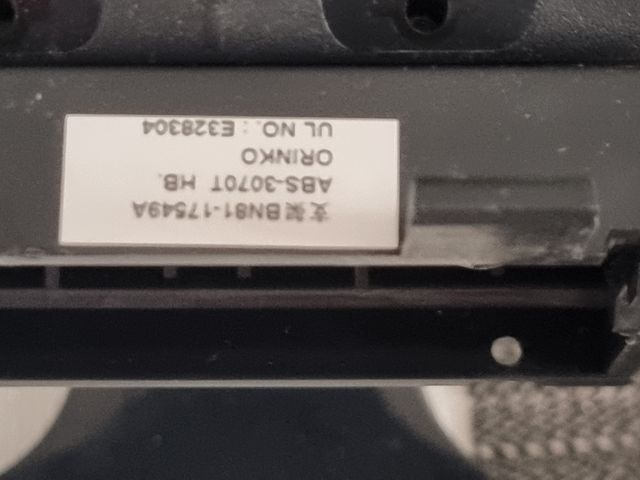 支架BN81-17549A
ABS-3070T HB.
ORINKO
UL NO.: E328304